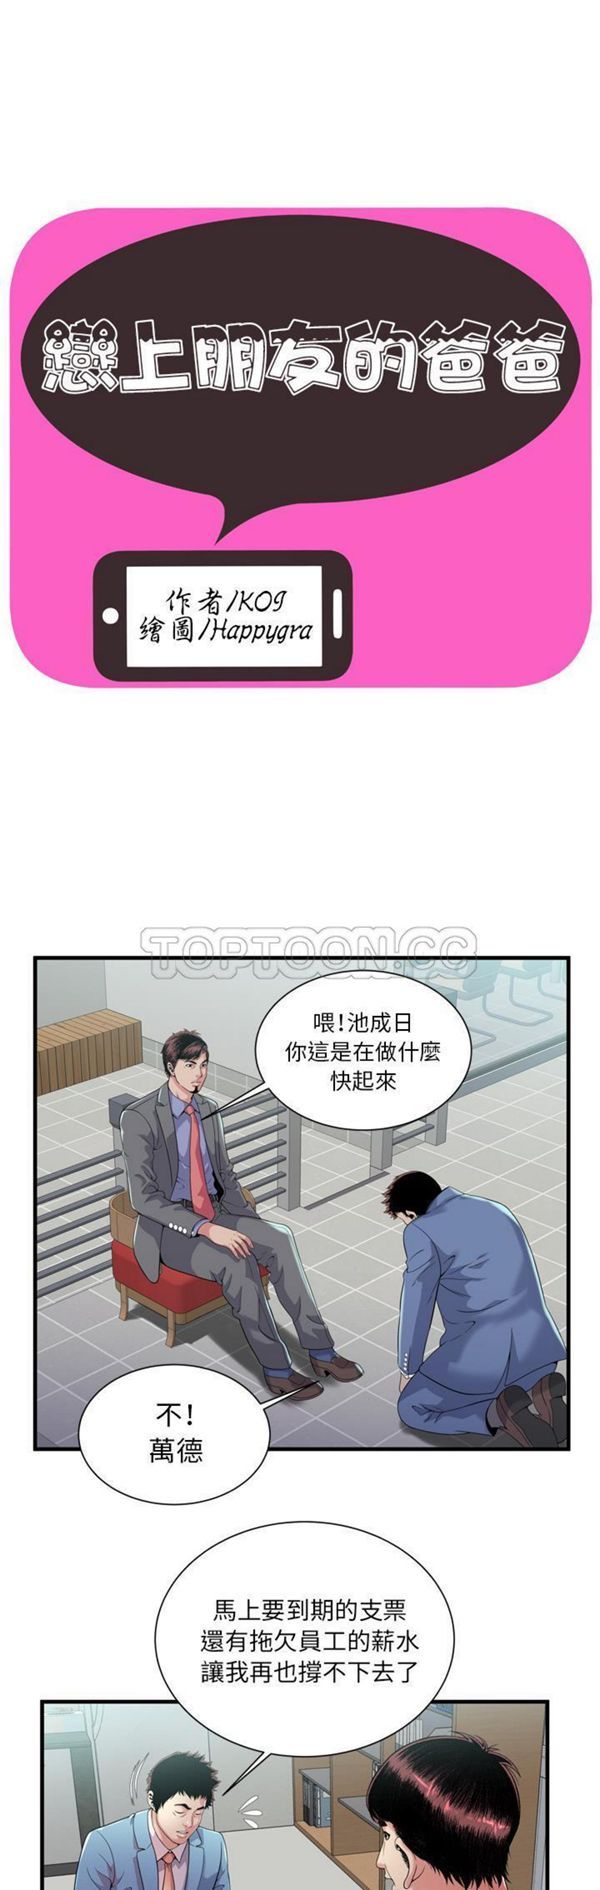 戀上朋友的爸爸
作者/KOG
繪圖/Happygra
TOPTOON.CC
喂!池成日
你這是在做什麼
快起來
不!
萬德
馬上要到期的支票
還有拖欠員工的薪水
讓我再也撐不下去了